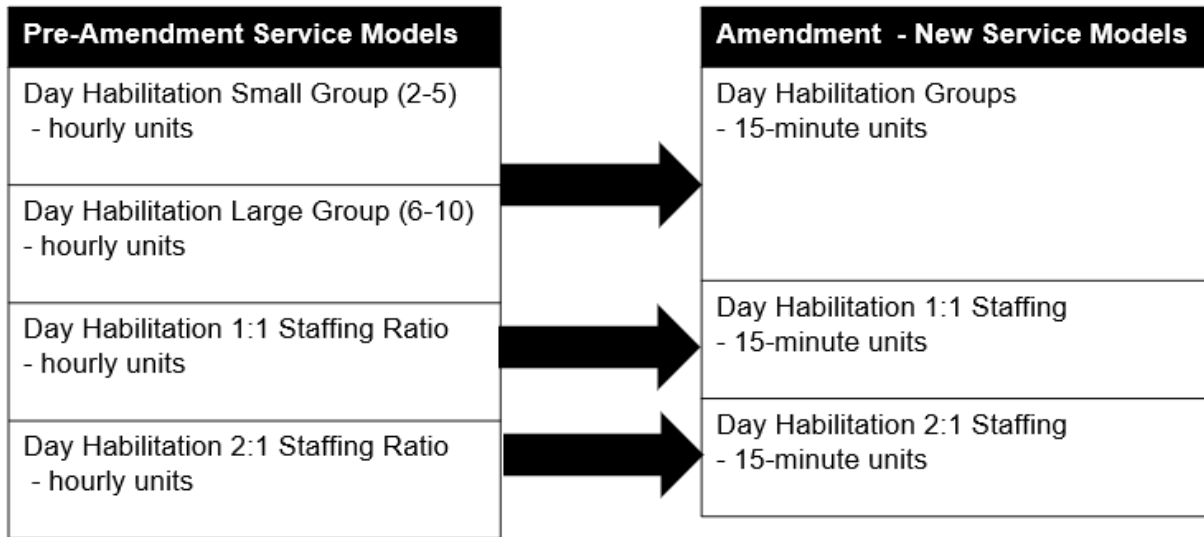 Pre-Amendment Service Models
Day Habilitation Small Group (2-5)
- hourly units
Day Habilitation Large Group (6-10)
- hourly units
Day Habilitation 1:1 Staffing Ratio
- hourly units
Day Habilitation 2:1 Staffing Ratio
- hourly units
Amendment - New Service Models
Day Habilitation Groups
- 15-minute units
Day Habilitation 1:1 Staffing
- 15-minute units
Day Habilitation 2:1 Staffing
- 15-minute units